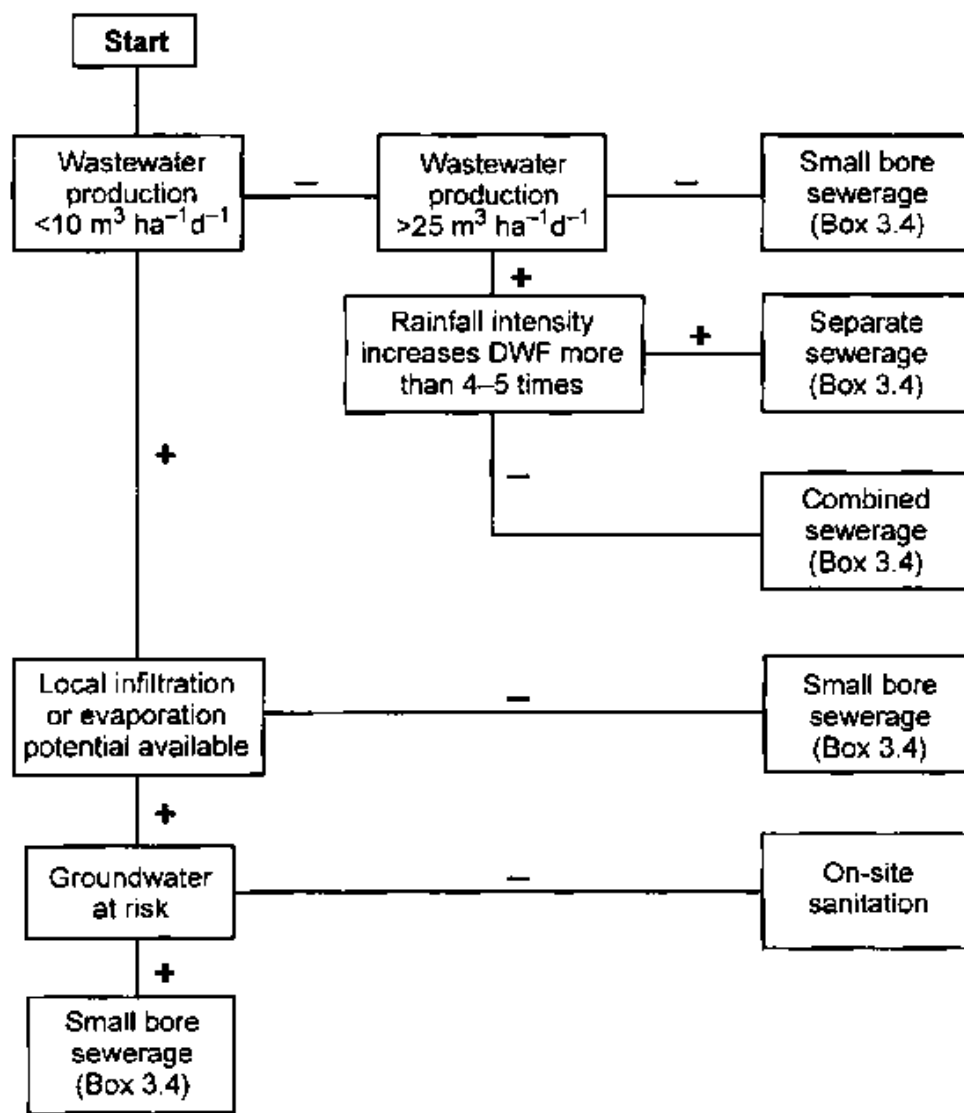 Start
Wastewater
production
<10 m³ ha⁻¹d⁻¹
−
Wastewater
production
>25 m³ ha⁻¹d⁻¹
−
Small bore
sewerage
(Box 3.4)
+
Rainfall intensity
increases DWF more
than 4–5 times
+
Separate
sewerage
(Box 3.4)
+
−
Combined
sewerage
(Box 3.4)
Local infiltration
or evaporation
potential available
−
Small bore
sewerage
(Box 3.4)
+
Groundwater
at risk
−
On-site
sanitation
+
Small bore
sewerage
(Box 3.4)